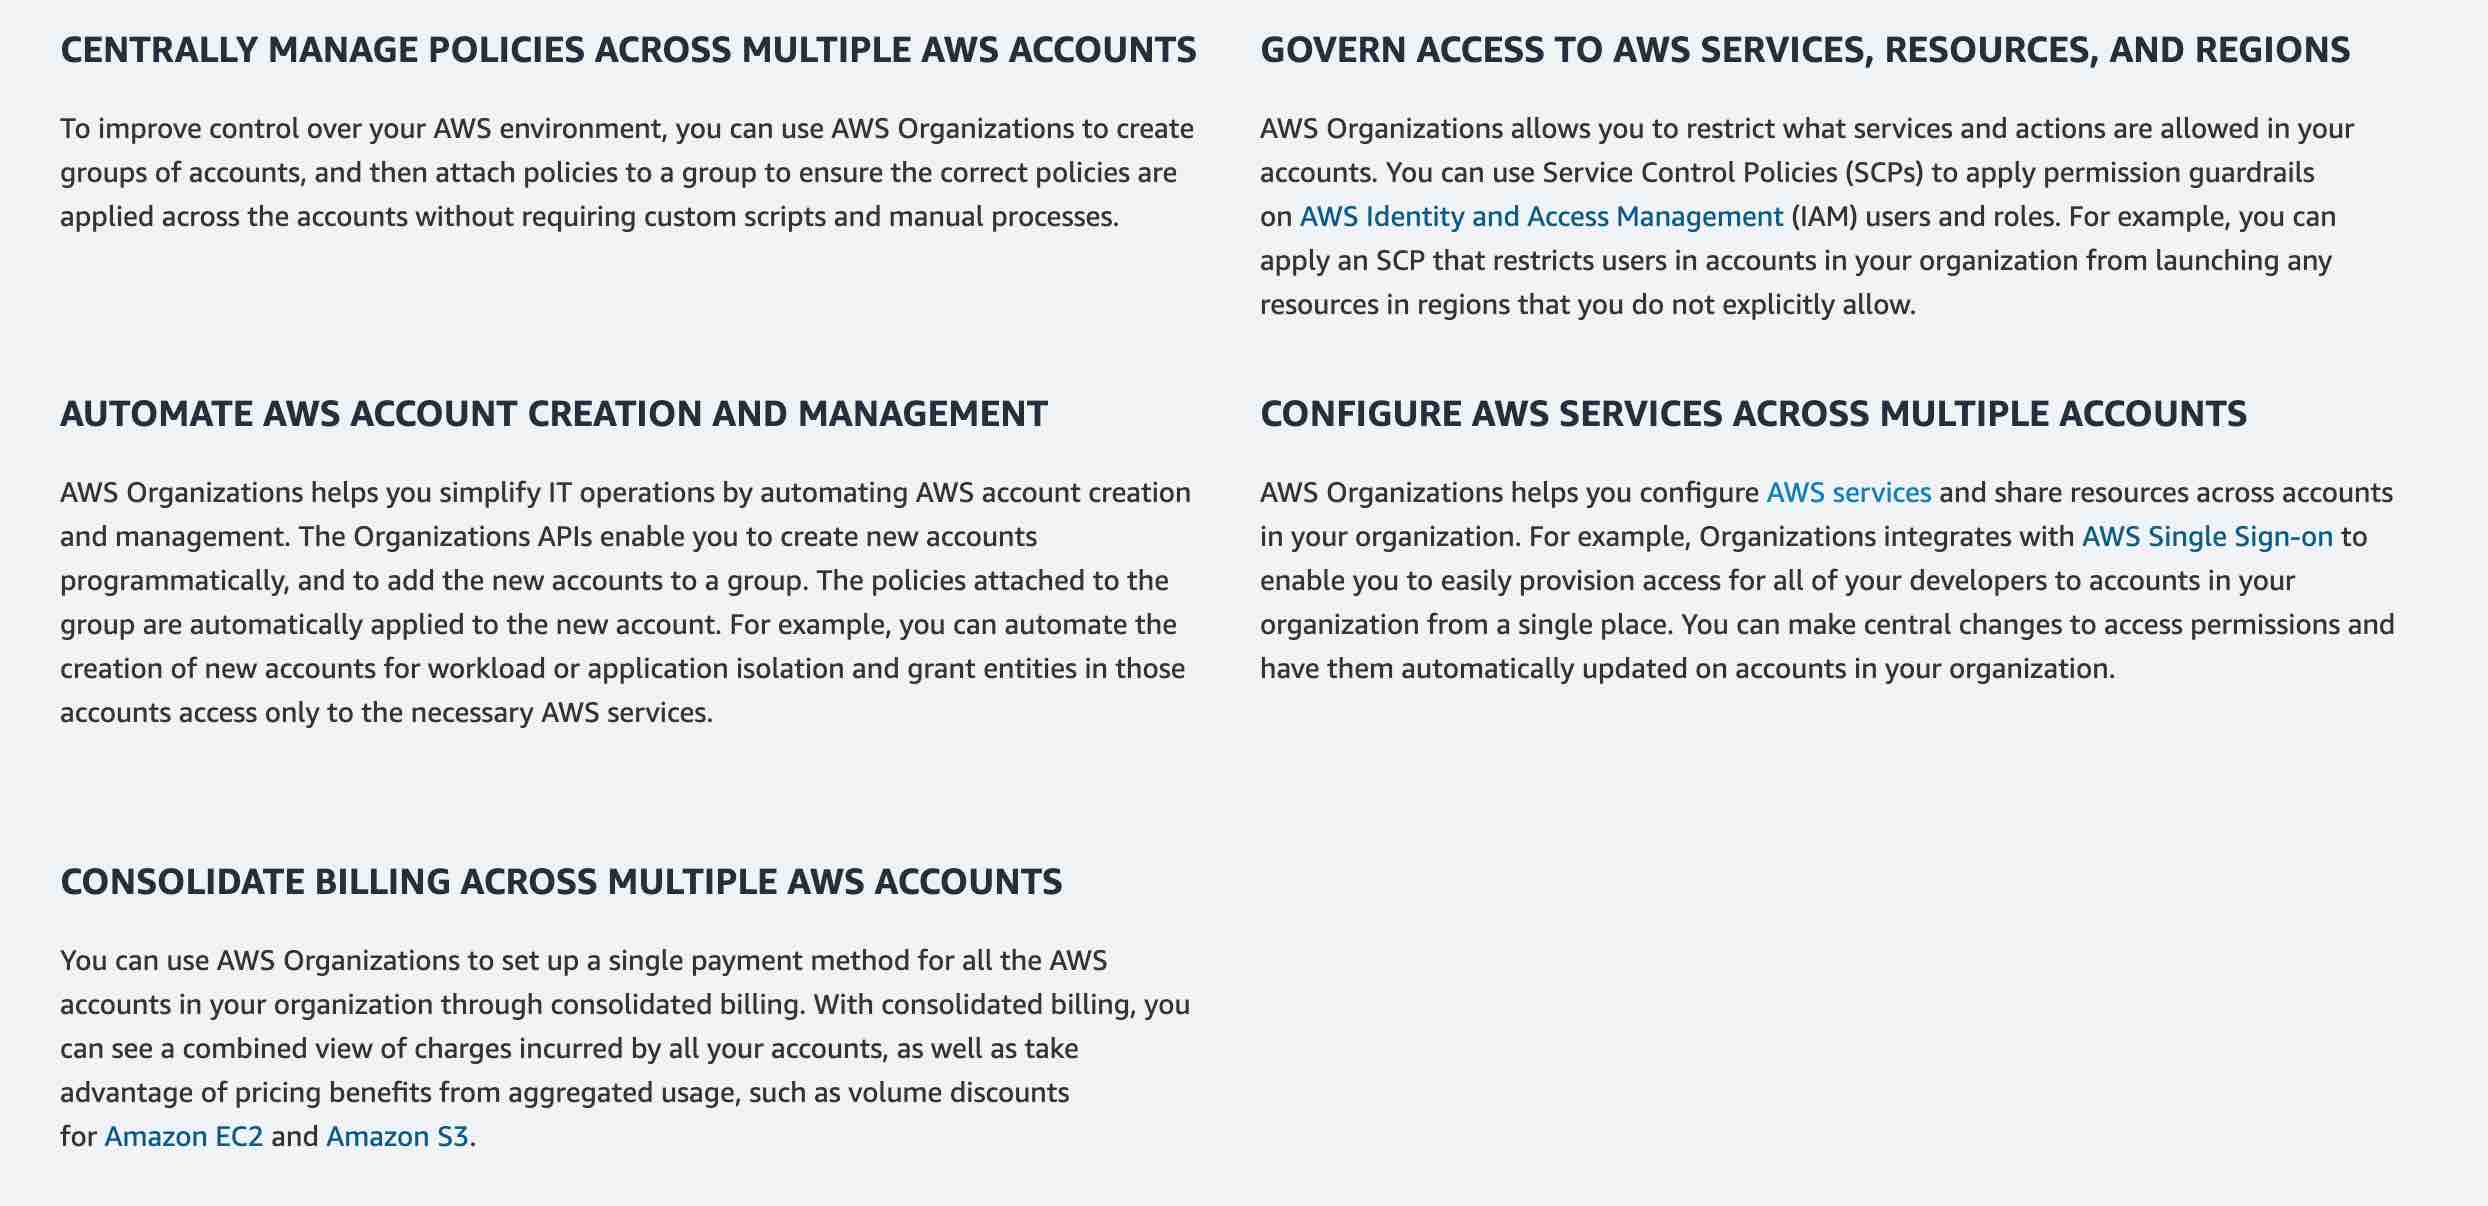 CENTRALLY MANAGE POLICIES ACROSS MULTIPLE AWS ACCOUNTS
To improve control over your AWS environment, you can use AWS Organizations to create
groups of accounts, and then attach policies to a group to ensure the correct policies are
applied across the accounts without requiring custom scripts and manual processes.
GOVERN ACCESS TO AWS SERVICES, RESOURCES, AND REGIONS
AWS Organizations allows you to restrict what services and actions are allowed in your
accounts. You can use Service Control Policies (SCPs) to apply permission guardrails
on AWS Identity and Access Management (IAM) users and roles. For example, you can
apply an SCP that restricts users in accounts in your organization from launching any
resources in regions that you do not explicitly allow.
AUTOMATE AWS ACCOUNT CREATION AND MANAGEMENT
AWS Organizations helps you simplify IT operations by automating AWS account creation
and management. The Organizations APIs enable you to create new accounts
programmatically, and to add the new accounts to a group. The policies attached to the
group are automatically applied to the new account. For example, you can automate the
creation of new accounts for workload or application isolation and grant entities in those
accounts access only to the necessary AWS services.
CONFIGURE AWS SERVICES ACROSS MULTIPLE ACCOUNTS
AWS Organizations helps you configure AWS services and share resources across accounts
in your organization. For example, Organizations integrates with AWS Single Sign-on to
enable you to easily provision access for all of your developers to accounts in your
organization from a single place. You can make central changes to access permissions and
have them automatically updated on accounts in your organization.
CONSOLIDATE BILLING ACROSS MULTIPLE AWS ACCOUNTS
You can use AWS Organizations to set up a single payment method for all the AWS
accounts in your organization through consolidated billing. With consolidated billing, you
can see a combined view of charges incurred by all your accounts, as well as take
advantage of pricing benefits from aggregated usage, such as volume discounts
for Amazon EC2 and Amazon S3.